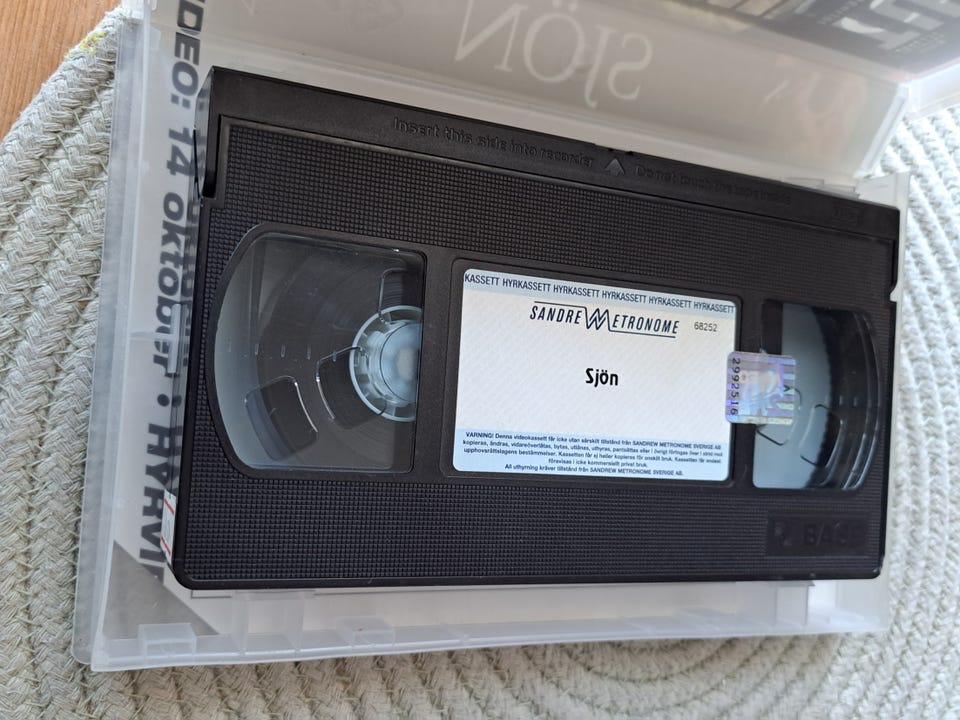 SJÖN
VIDEO: 14 oktober : HYRVI
Insert this side into recorder
Do not touch the tape inside
KASSETT HYRKASSETT HYRKASSETT HYRKASSETT HYRKASSETT HYRKASSETT
SANDREW METRONOME 68252
Sjön
2992516
VARNING! Denna videokassett får icke utan särskilt tillstånd från SANDREW METRONOME SVERIGE AB
kopieras, ändras, vidareöverlåtas, bytas, utlånas, uthyras, partsättas eller i övrigt förfogas över i strid mot
upphovsrättslagens bestämmelser. Kassetten får ej heller kopieras för enskilt bruk. Kassetten får endast
förevisas i icke kommersiellt privat bruk.
All uthyrning kräver tillstånd från SANDREW METRONOME SVERIGE AB.
BASF